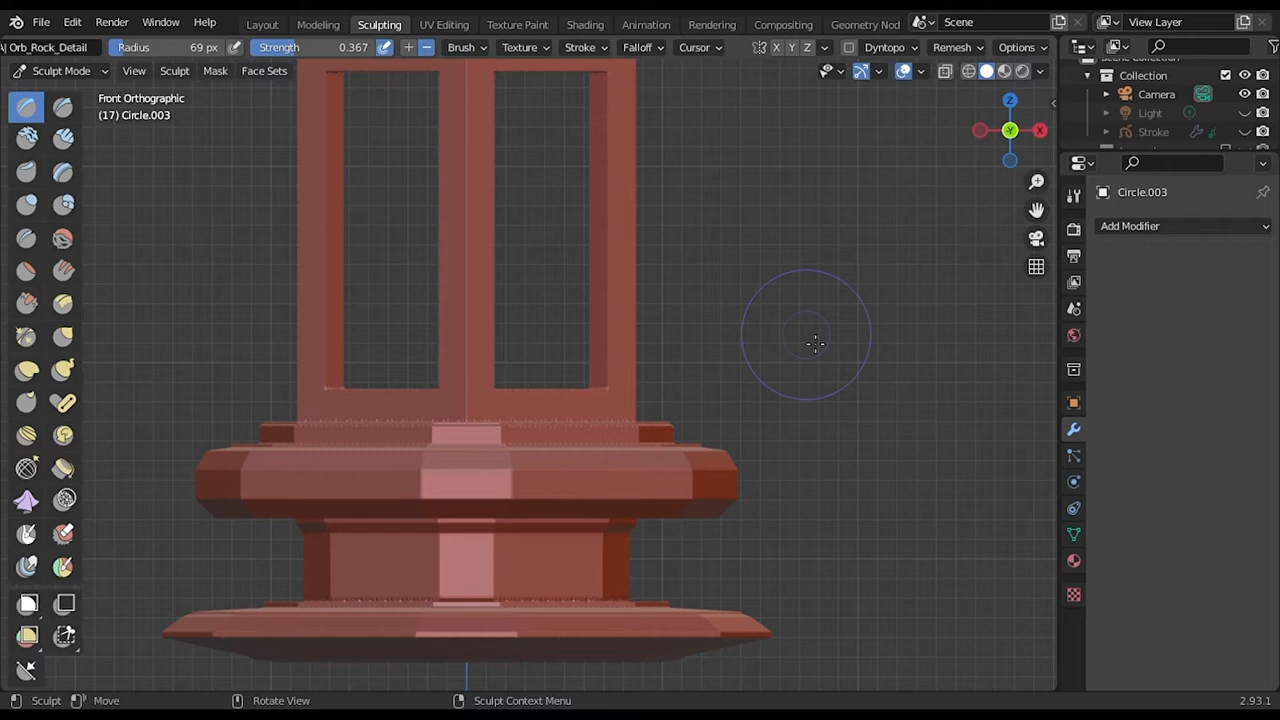 File Edit Render Window Help Layout Modeling Sculpting UV Editing Texture Paint Shading Animation Rendering Compositing Geometry Nod Scene View Layer
Orb_Rock_Detail Radius 69 px Strength 0.367 Brush Texture Stroke Falloff Cursor X Y Z Dyntopo Remesh Options
Sculpt Mode View Sculpt Mask Face Sets
Front Orthographic
(17) Circle.003
Collection
Camera
Light
Stroke
Z
X
Y
Circle.003
Add Modifier
Sculpt Move Rotate View Sculpt Context Menu 2.93.1